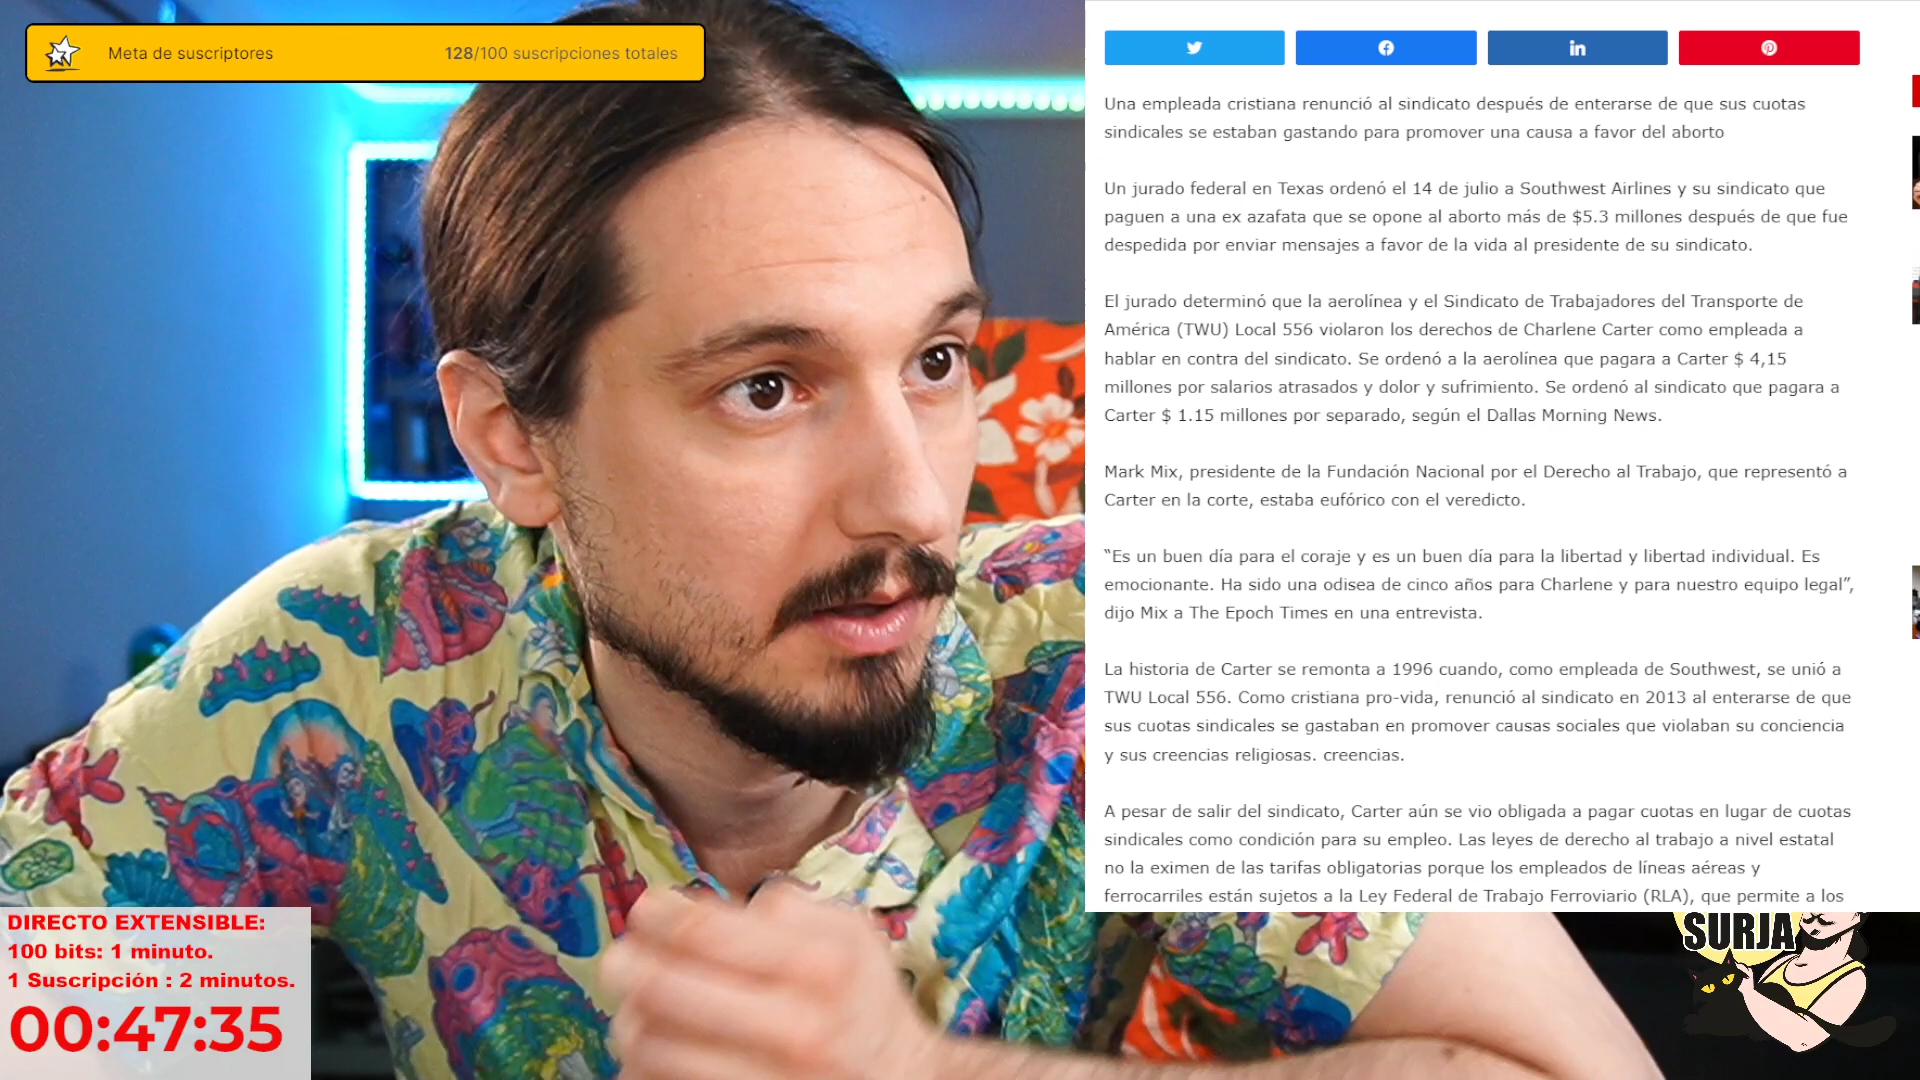 Meta de suscriptores 128/100 suscripciones totales
Una empleada cristiana renunció al sindicato después de enterarse de que sus cuotas
sindicales se estaban gastando para promover una causa a favor del aborto
Un jurado federal en Texas ordenó el 14 de julio a Southwest Airlines y su sindicato que
paguen a una ex azafata que se opone al aborto más de $5.3 millones después de que fue
despedida por enviar mensajes a favor de la vida al presidente de su sindicato.
El jurado determinó que la aerolínea y el Sindicato de Trabajadores del Transporte de
América (TWU) Local 556 violaron los derechos de Charlene Carter como empleada a
hablar en contra del sindicato. Se ordenó a la aerolínea que pagara a Carter $ 4,15
millones por salarios atrasados y dolor y sufrimiento. Se ordenó al sindicato que pagara a
Carter $ 1.15 millones por separado, según el Dallas Morning News.
Mark Mix, presidente de la Fundación Nacional por el Derecho al Trabajo, que representó a
Carter en la corte, estaba eufórico con el veredicto.
“Es un buen día para el coraje y es un buen día para la libertad y libertad individual. Es
emocionante. Ha sido una odisea de cinco años para Charlene y para nuestro equipo legal”,
dijo Mix a The Epoch Times en una entrevista.
La historia de Carter se remonta a 1996 cuando, como empleada de Southwest, se unió a
TWU Local 556. Como cristiana pro-vida, renunció al sindicato en 2013 al enterarse de que
sus cuotas sindicales se gastaban en promover causas sociales que violaban su conciencia
y sus creencias religiosas. creencias.
A pesar de salir del sindicato, Carter aún se vio obligada a pagar cuotas en lugar de cuotas
sindicales como condición para su empleo. Las leyes de derecho al trabajo a nivel estatal
no la eximen de las tarifas obligatorias porque los empleados de líneas aéreas y
ferrocarriles están sujetos a la Ley Federal de Trabajo Ferroviario (RLA), que permite a los
DIRECTO EXTENSIBLE:
100 bits: 1 minuto.
1 Suscripción : 2 minutos.
00:47:35
SURJA